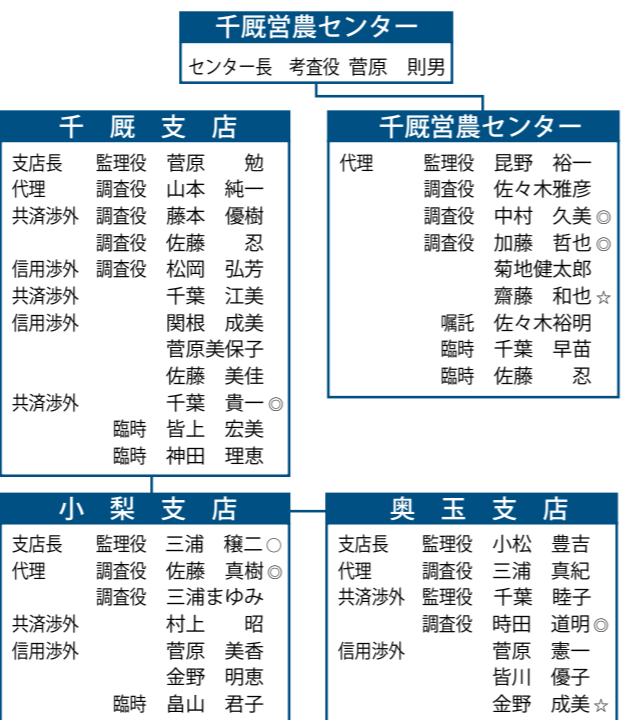 千厩営農センター
センター長 考査役 菅原 則男
千厩支店
支店長 監理役 菅原 勉
代理 調査役 山本 純一
共済渉外 調査役 藤本 優樹
調査役 佐藤 忍
信用渉外 調査役 松岡 弘芳
共済渉外 千葉 江美
信用渉外 関根 成美
菅原美保子
佐藤 美佳
共済渉外 千葉 貴一◎
臨時 皆上 宏美
臨時 神田 理恵
千厩営農センター
代理 監理役 昆野 裕一
調査役 佐々木雅彦
調査役 中村 久美◎
調査役 加藤 哲也◎
菊地健太郎
齋藤 和也☆
嘱託 佐々木裕明
臨時 千葉 早苗
臨時 佐藤 忍
小梨支店
支店長 監理役 三浦 穣二○
代理 調査役 佐藤 真樹◎
調査役 三浦まゆみ
共済渉外 村上 昭
信用渉外 菅原 美香
金野 明恵
臨時 畠山 君子
奥玉支店
支店長 監理役 小松 豊吉
代理 調査役 三浦 真紀
共済渉外 監理役 千葉 睦子
調査役 時田 道明◎
信用渉外 菅原 憲一
皆川 優子
金野 成美☆